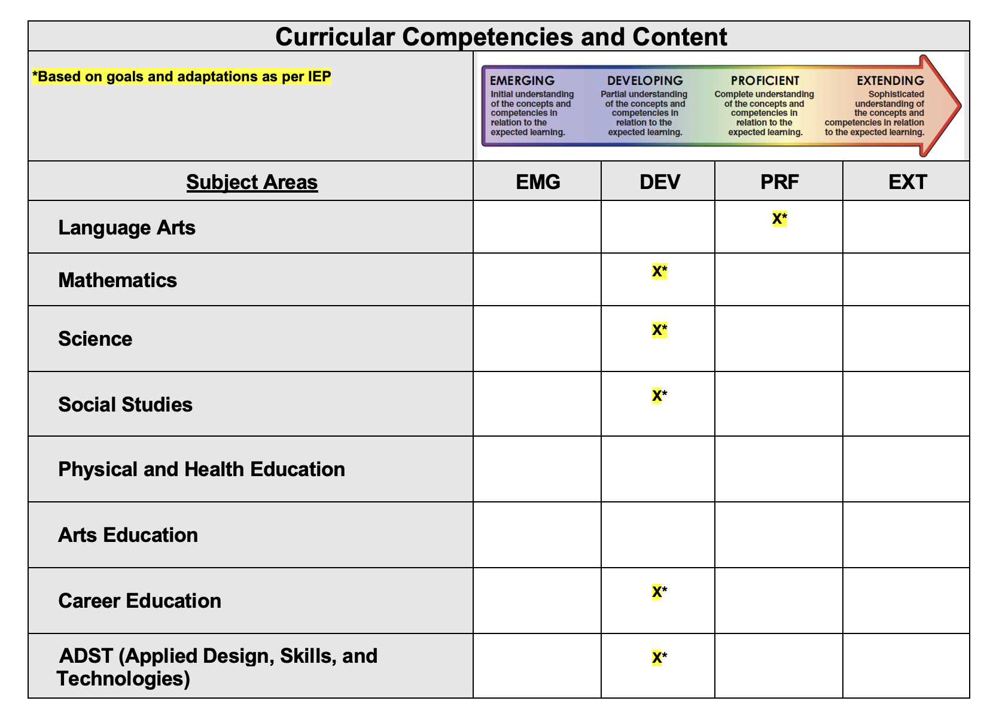 Curricular Competencies and Content
*Based on goals and adaptations as per IEP
EMERGING
Initial understanding
of the concepts and
competencies in
relation to the
expected learning.
DEVELOPING
Partial understanding
of the concepts and
competencies in
relation to the
expected learning.
PROFICIENT
Complete understanding
of the concepts and
competencies in
relation to the
expected learning.
EXTENDING
Sophisticated
understanding of
the concepts and
competencies in relation
to the expected learning.
Subject Areas EMG DEV PRF EXT
Language Arts X*
Mathematics X*
Science X*
Social Studies X*
Physical and Health Education
Arts Education
Career Education X*
ADST (Applied Design, Skills, and
Technologies) X*